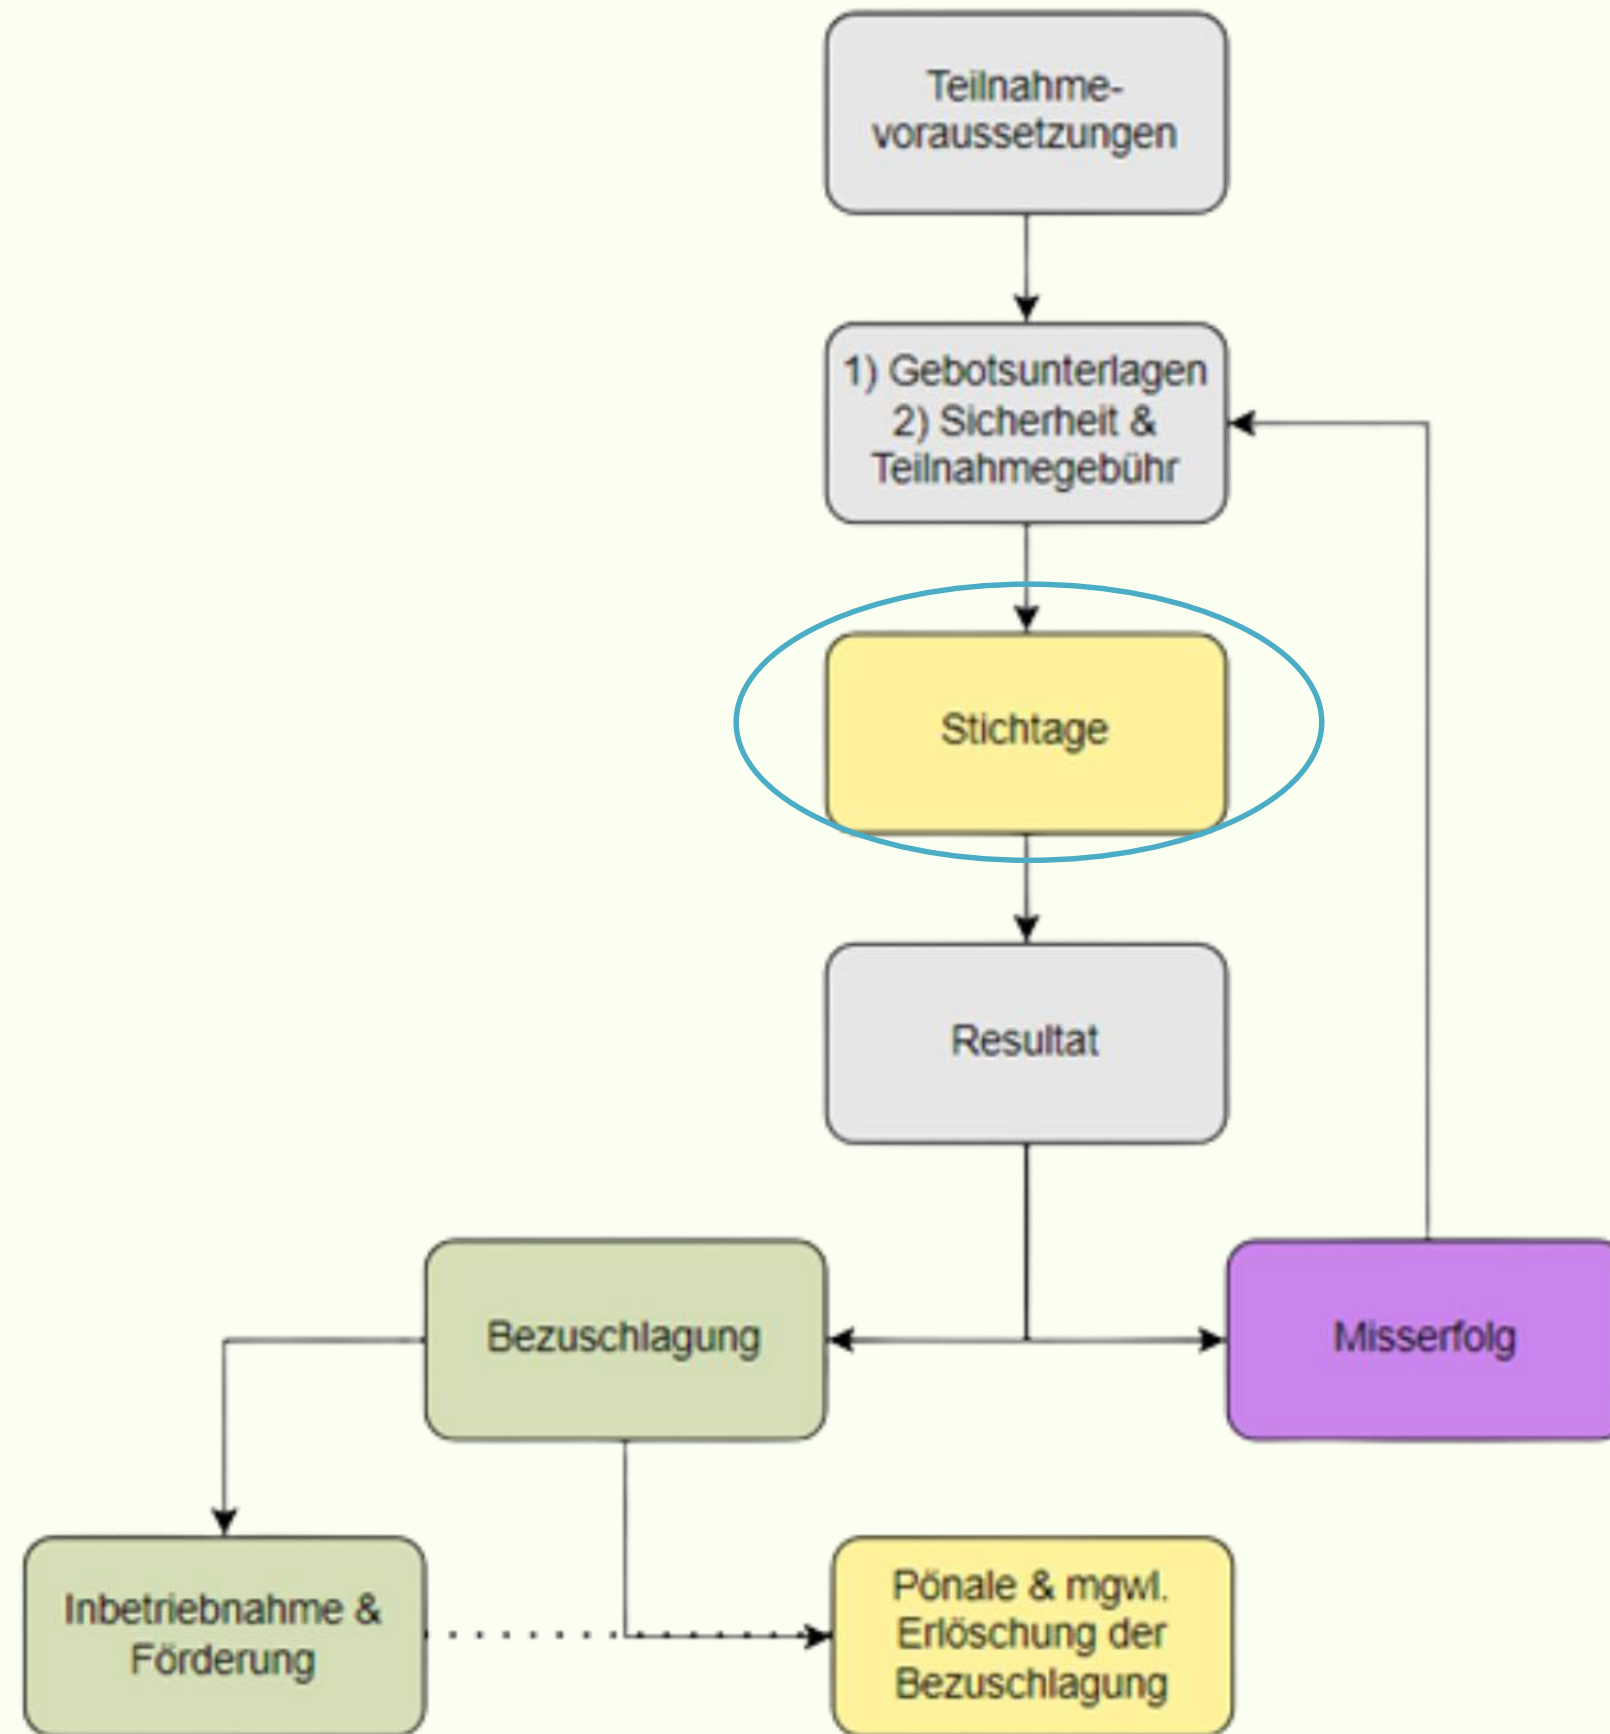 Teilnahme-
voraussetzungen
1) Gebotsunterlagen
2) Sicherheit &
Teilnahmegebühr
Stichtage
Resultat
Bezuschlagung
Misserfolg
Inbetriebnahme &
Förderung
Pönale & mgwl.
Erlöschung der
Bezuschlagung